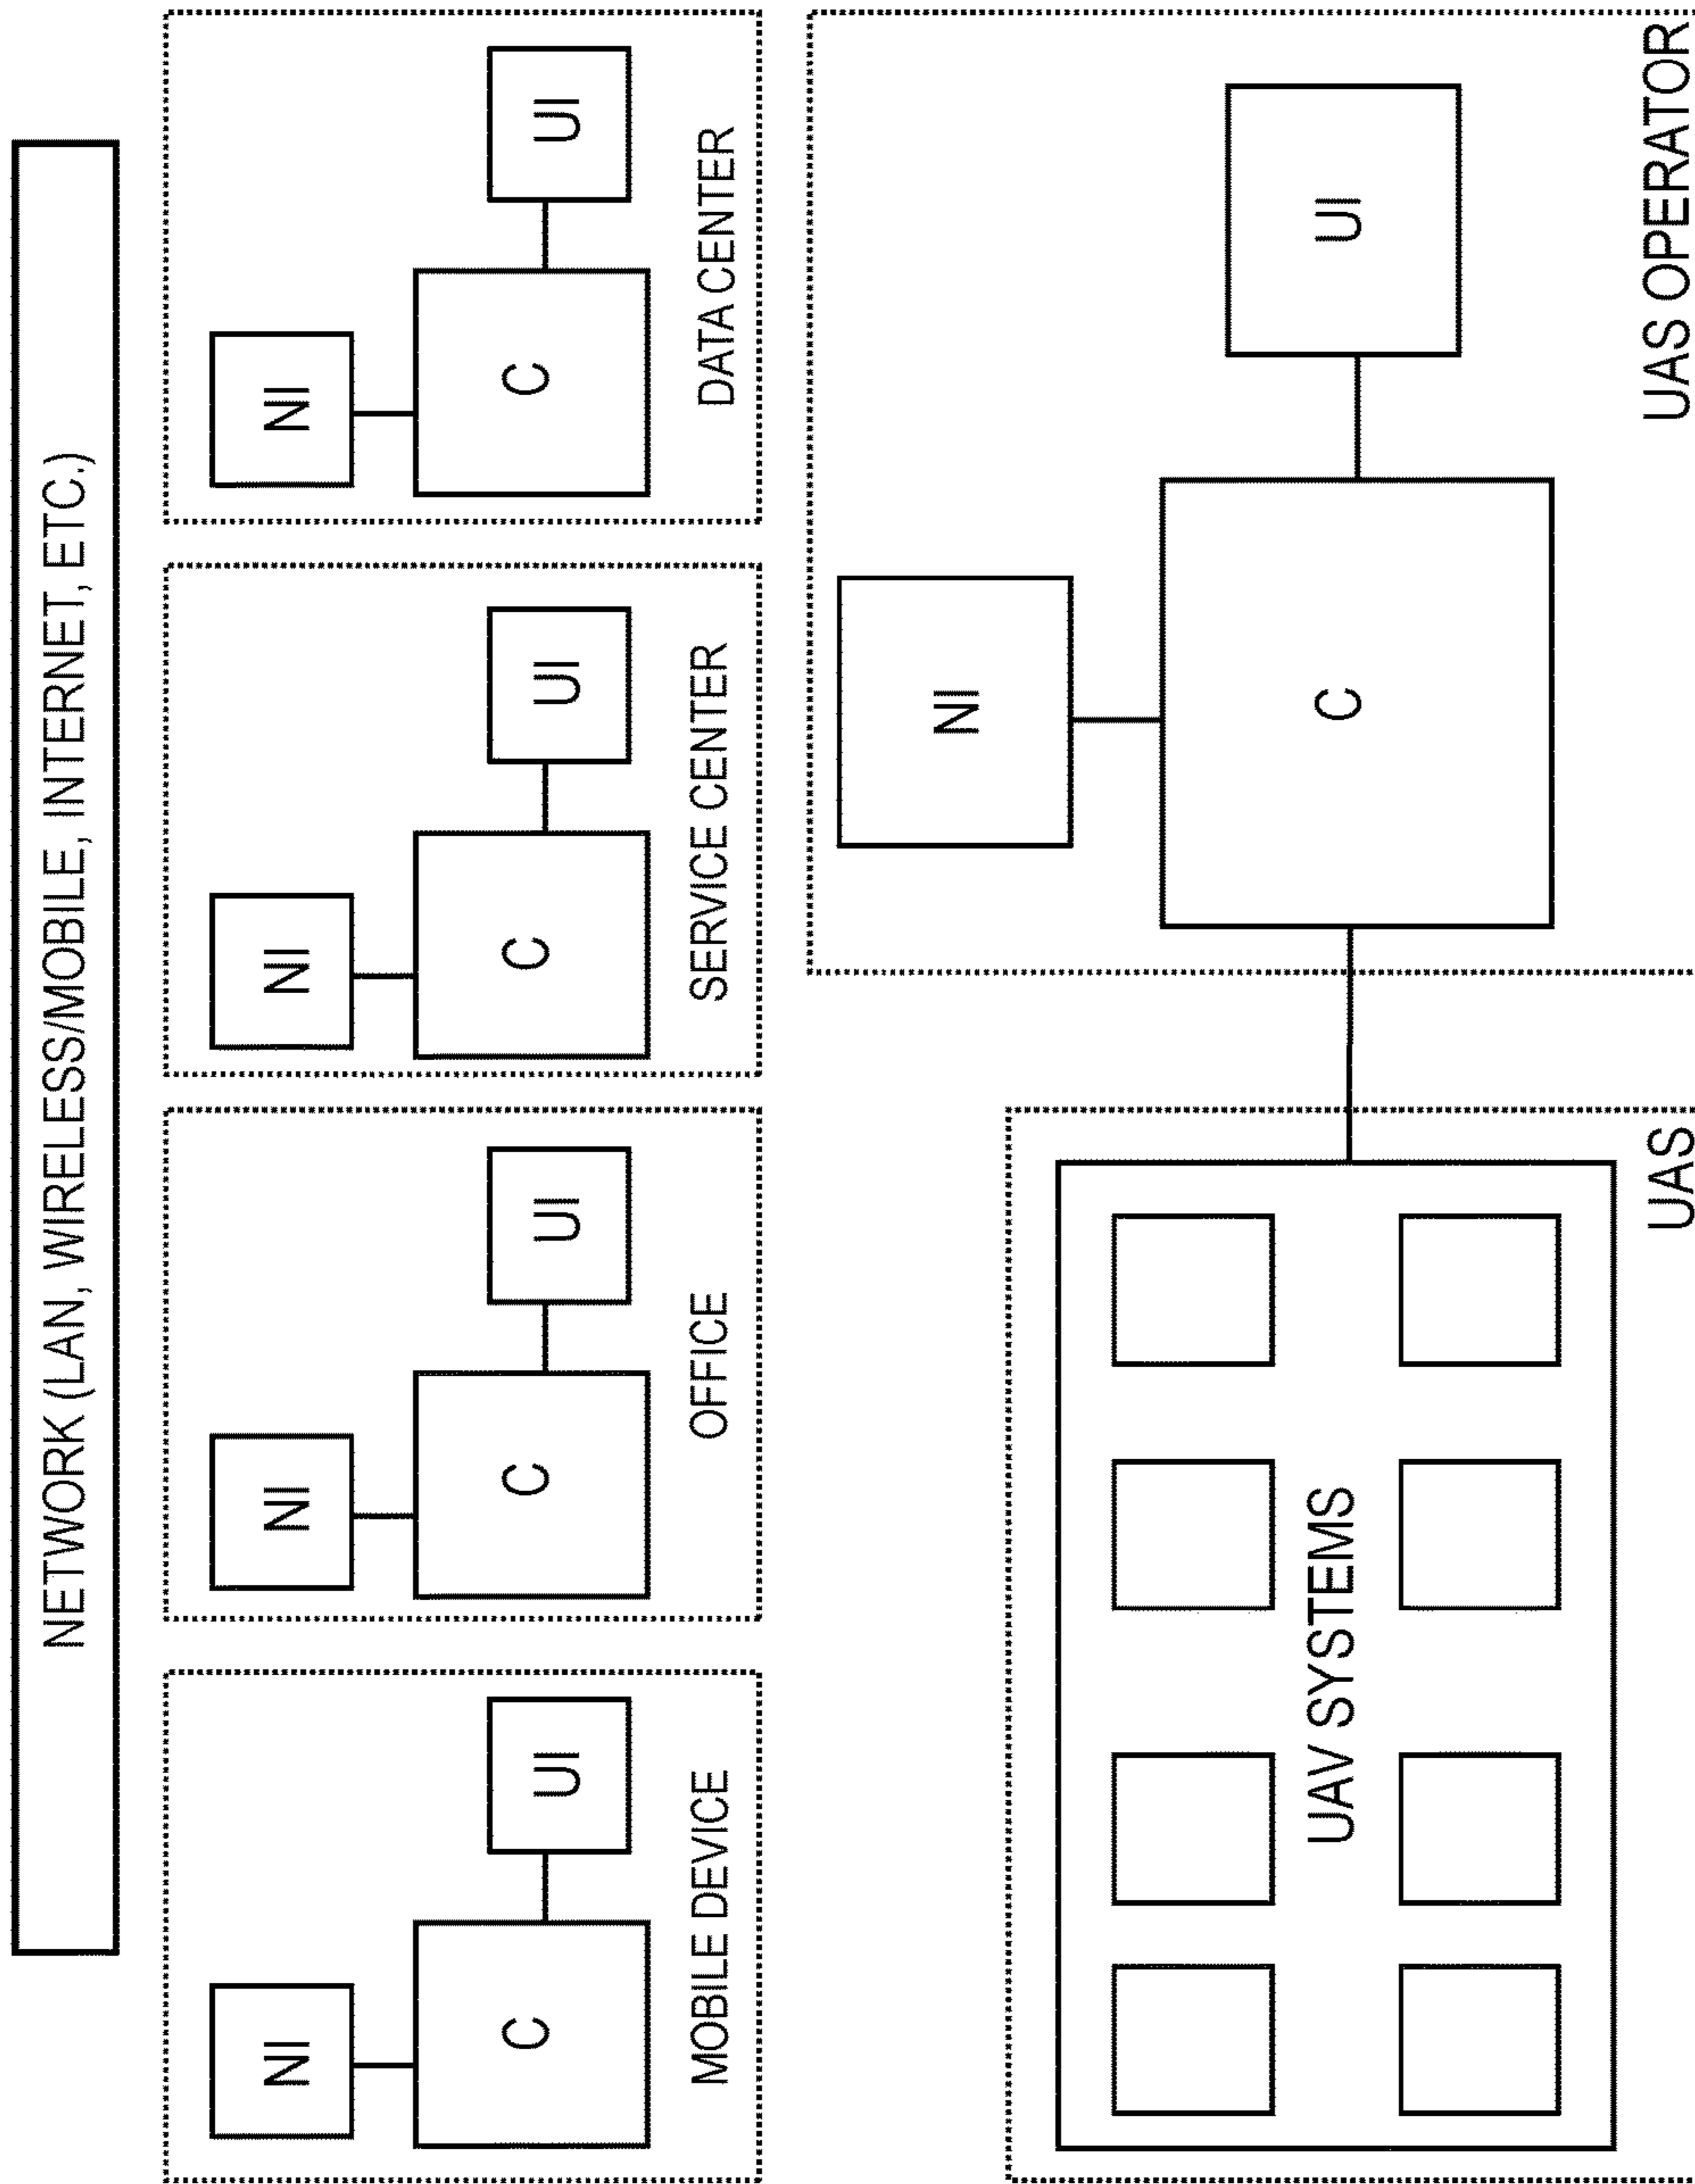 NETWORK (LAN, WIRELESS/MOBILE, INTERNET, ETC.)
NI
C
UI
MOBILE DEVICE
NI
C
UI
OFFICE
NI
C
UI
SERVICE CENTER
NI
C
UI
DATA CENTER
UAV SYSTEMS
UAS
NI
C
UI
UAS OPERATOR